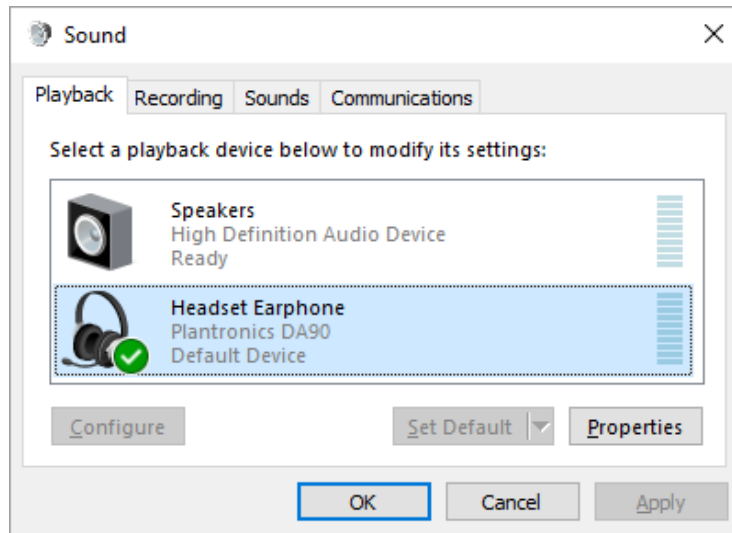 Sound
Playback Recording Sounds Communications
Select a playback device below to modify its settings:
Speakers
High Definition Audio Device
Ready
Headset Earphone
Plantronics DA90
Default Device
Configure Set Default Properties
OK Cancel Apply